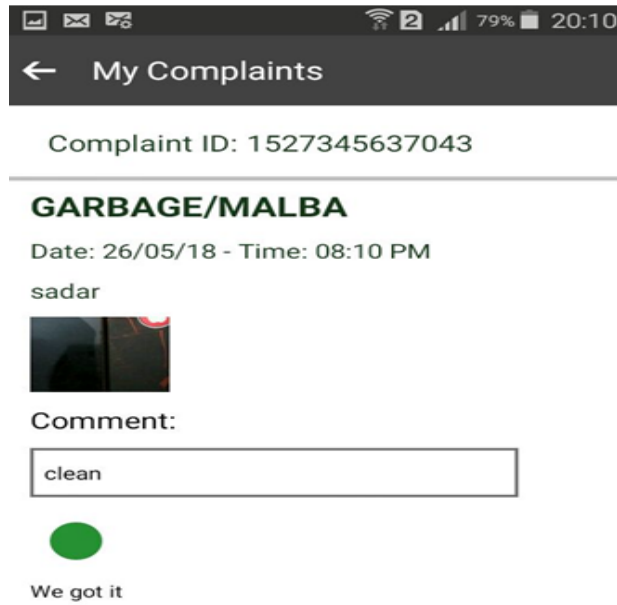 2 79% 20:10
My Complaints
Complaint ID: 1527345637043
GARBAGE/MALBA
Date: 26/05/18 - Time: 08:10 PM
sadar
Comment:
clean
We got it